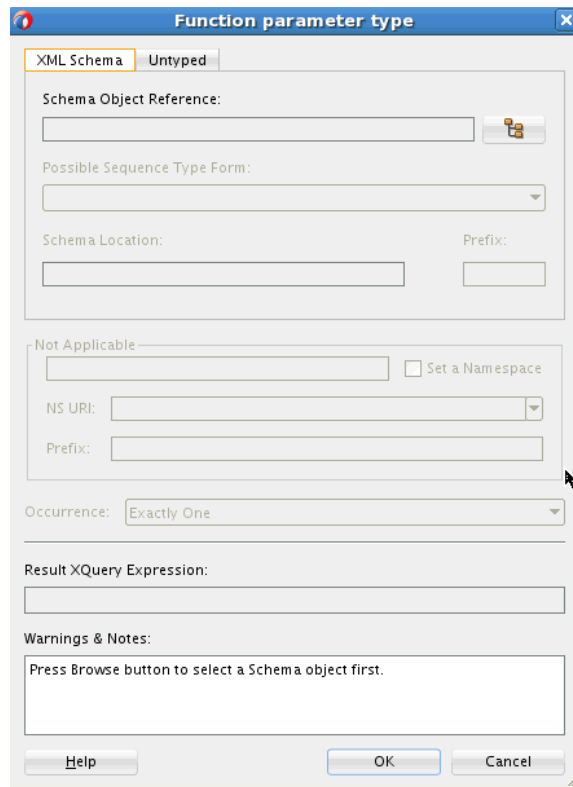 Function parameter type
XML Schema Untyped
Schema Object Reference:
Possible Sequence Type Form:
Schema Location: Prefix:
Not Applicable
Set a Namespace
NS URI:
Prefix:
Occurrence: Exactly One
Result XQuery Expression:
Warnings & Notes:
Press Browse button to select a Schema object first.
Help OK Cancel